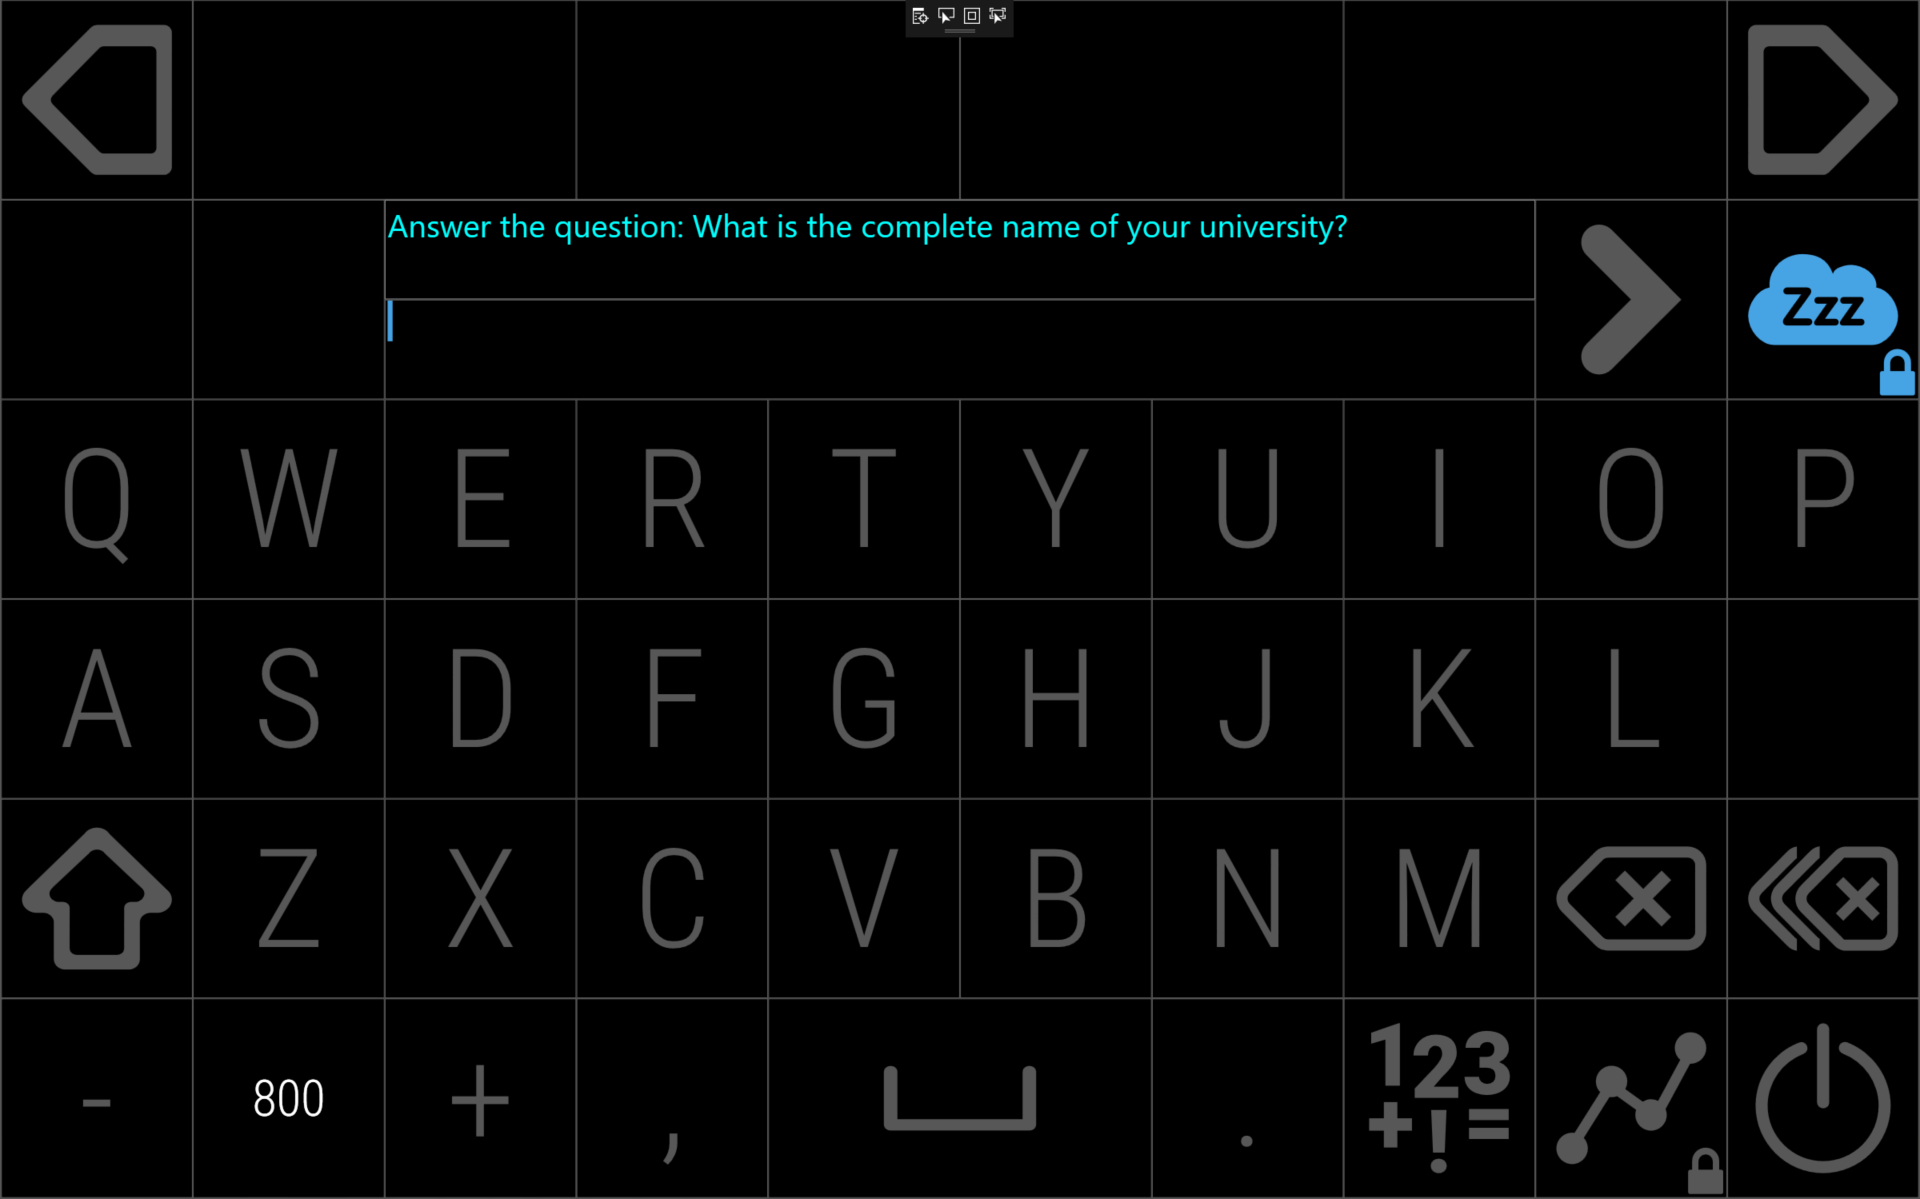 Answer the question: What is the complete name of your university?
Zzz
Q W E R T Y U I O P
A S D F G H J K L
Z X C V B N M
- 800 + , . 123
+!=